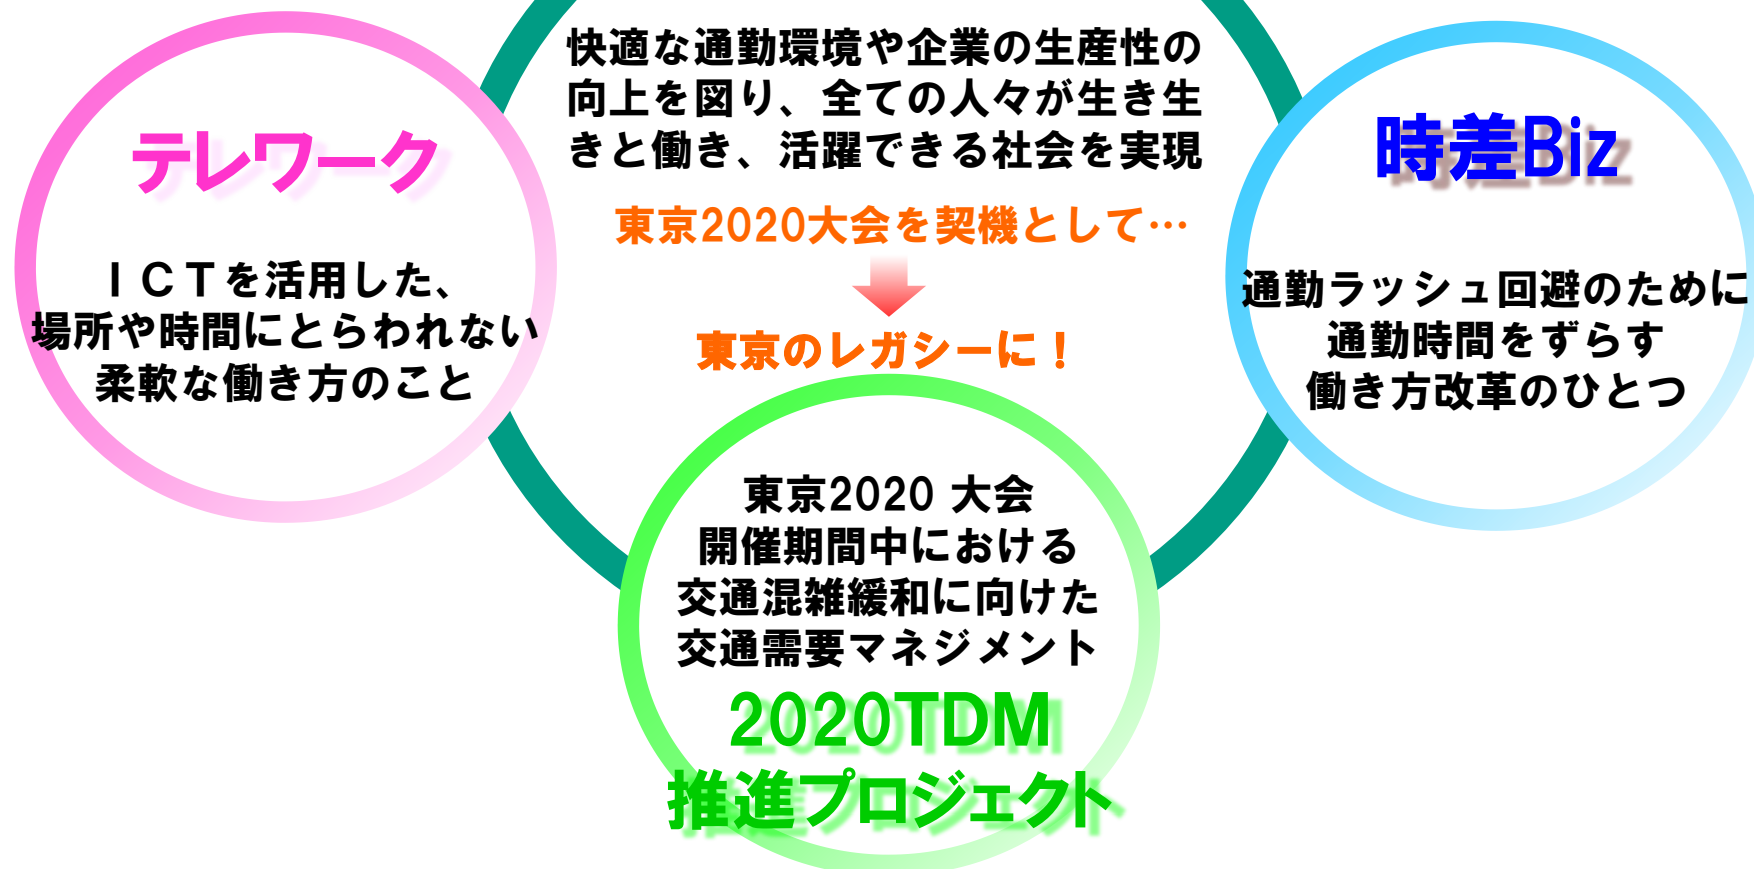 快適な通勤環境や企業の生産性の
向上を図り、全ての人々が生き生
きと働き、活躍できる社会を実現
東京2020大会を契機として…
東京のレガシーに！
テレワーク
ＩＣＴを活用した、
場所や時間にとらわれない
柔軟な働き方のこと
時差Biz
通勤ラッシュ回避のために
通勤時間をずらす
働き方改革のひとつ
東京2020 大会
開催期間中における
交通混雑緩和に向けた
交通需要マネジメント
2020TDM
推進プロジェクト